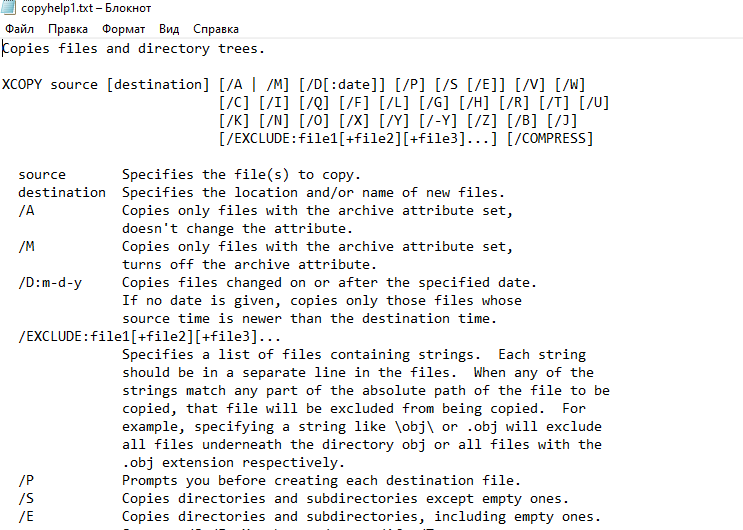 copyhelp1.txt – Блокнот
Файл Правка Формат Вид Справка
Copies files and directory trees.
XCOPY source [destination] [/A | /M] [/D[:date]] [/P] [/S [/E]] [/V] [/W]
[/C] [/I] [/Q] [/F] [/L] [/G] [/H] [/R] [/T] [/U]
[/K] [/N] [/O] [/X] [/Y] [/-Y] [/Z] [/B] [/J]
[/EXCLUDE:file1[+file2][+file3]...] [/COMPRESS]
source Specifies the file(s) to copy.
destination Specifies the location and/or name of new files.
/A Copies only files with the archive attribute set,
doesn't change the attribute.
/M Copies only files with the archive attribute set,
turns off the archive attribute.
/D:m-d-y Copies files changed on or after the specified date.
If no date is given, copies only those files whose
source time is newer than the destination time.
/EXCLUDE:file1[+file2][+file3]...
Specifies a list of files containing strings. Each string
should be in a separate line in the files. When any of the
strings match any part of the absolute path of the file to be
copied, that file will be excluded from being copied. For
example, specifying a string like \obj\ or .obj will exclude
all files underneath the directory obj or all files with the
.obj extension respectively.
/P Prompts you before creating each destination file.
/S Copies directories and subdirectories except empty ones.
/E Copies directories and subdirectories, including empty ones.